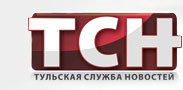 ТСН
ТУЛЬСКАЯ СЛУЖБА НОВОСТЕЙ